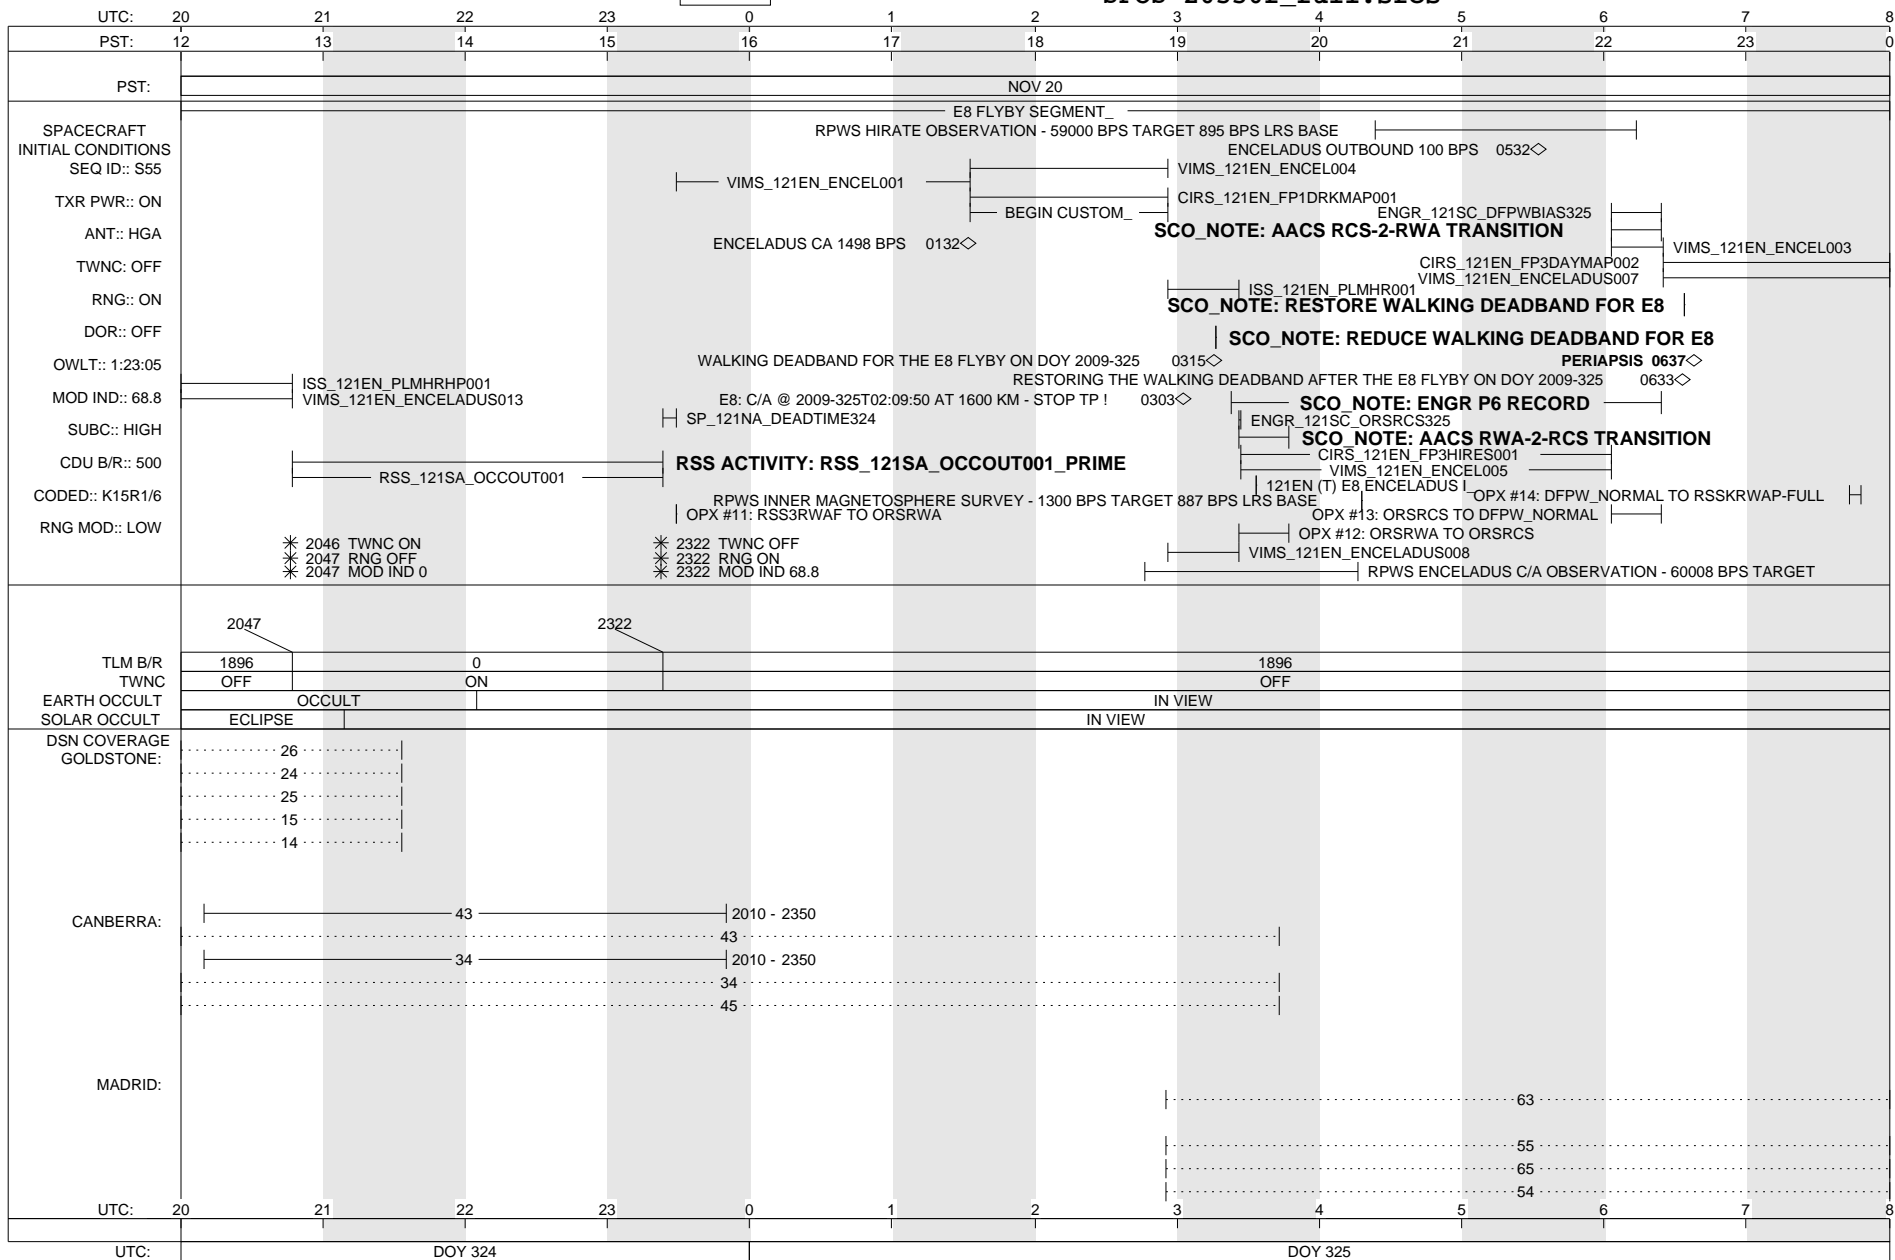 UTC: 20 21 22 23 0 1 2 3 4 5 6 7 8
PST: 12 13 14 15 16 17 18 19 20 21 22 23 0
PST: NOV 20
E8 FLYBY SEGMENT_
SPACECRAFT
INITIAL CONDITIONS
SEQ ID:: S55
TXR PWR:: ON
ANT:: HGA
TWNC: OFF
RNG:: ON
DOR:: OFF
OWLT:: 1:23:05
MOD IND:: 68.8
SUBC:: HIGH
CDU B/R:: 500
CODED:: K15R1/6
RNG MOD:: LOW
RPWS HIRATE OBSERVATION - 59000 BPS TARGET 895 BPS LRS BASE
ENCELADUS OUTBOUND 100 BPS 0532
VIMS_121EN_ENCEL004
VIMS_121EN_ENCEL001
CIRS_121EN_FP1DRKMAP001
BEGIN CUSTOM_
ENGR_121SC_DFPWBIAS325
SCO_NOTE: AACS RCS-2-RWA TRANSITION
ENCELADUS CA 1498 BPS 0132
VIMS_121EN_ENCEL003
CIRS_121EN_FP3DAYMAP002
VIMS_121EN_ENCELADUS007
ISS_121EN_PLMHR001
SCO_NOTE: RESTORE WALKING DEADBAND FOR E8
SCO_NOTE: REDUCE WALKING DEADBAND FOR E8
WALKING DEADBAND FOR THE E8 FLYBY ON DOY 2009-325 0315
PERIAPSIS 0637
RESTORING THE WALKING DEADBAND AFTER THE E8 FLYBY ON DOY 2009-325 0633
ISS_121EN_PLMHRHP001
VIMS_121EN_ENCELADUS013
E8: C/A @ 2009-325T02:09:50 AT 1600 KM - STOP TP ! 0303
SCO_NOTE: ENGR P6 RECORD
SP_121NA_DEADTIME324
ENGR_121SC_ORSRCS325
SCO_NOTE: AACS RWA-2-RCS TRANSITION
CIRS_121EN_FP3HIRES001
RSS ACTIVITY: RSS_121SA_OCCOUT001_PRIME
VIMS_121EN_ENCEL005
RSS_121SA_OCCOUT001
121EN (T) E8 ENCELADUS I_
OPX #14: DFPW_NORMAL TO RSSKRWAP-FULL
RPWS INNER MAGNETOSPHERE SURVEY - 1300 BPS TARGET 887 BPS LRS BASE
OPX #11: RSS3RWAF TO ORSRWA
OPX #13: ORSRCS TO DFPW_NORMAL
OPX #12: ORSRWA TO ORSRCS
2046 TWNC ON
2047 RNG OFF
2047 MOD IND 0
2322 TWNC OFF
2322 RNG ON
2322 MOD IND 68.8
VIMS_121EN_ENCELADUS008
RPWS ENCELADUS C/A OBSERVATION - 60008 BPS TARGET
2047 2322
TLM B/R 1896 0 1896
TWNC OFF ON OFF
EARTH OCCULT OCCULT IN VIEW
SOLAR OCCULT ECLIPSE IN VIEW
DSN COVERAGE
GOLDSTONE:
26
24
25
15
14
CANBERRA:
43 2010 - 2350
43
34 2010 - 2350
34
45
MADRID:
63
55
65
54
UTC: 20 21 22 23 0 1 2 3 4 5 6 7 8
UTC: DOY 324 DOY 325